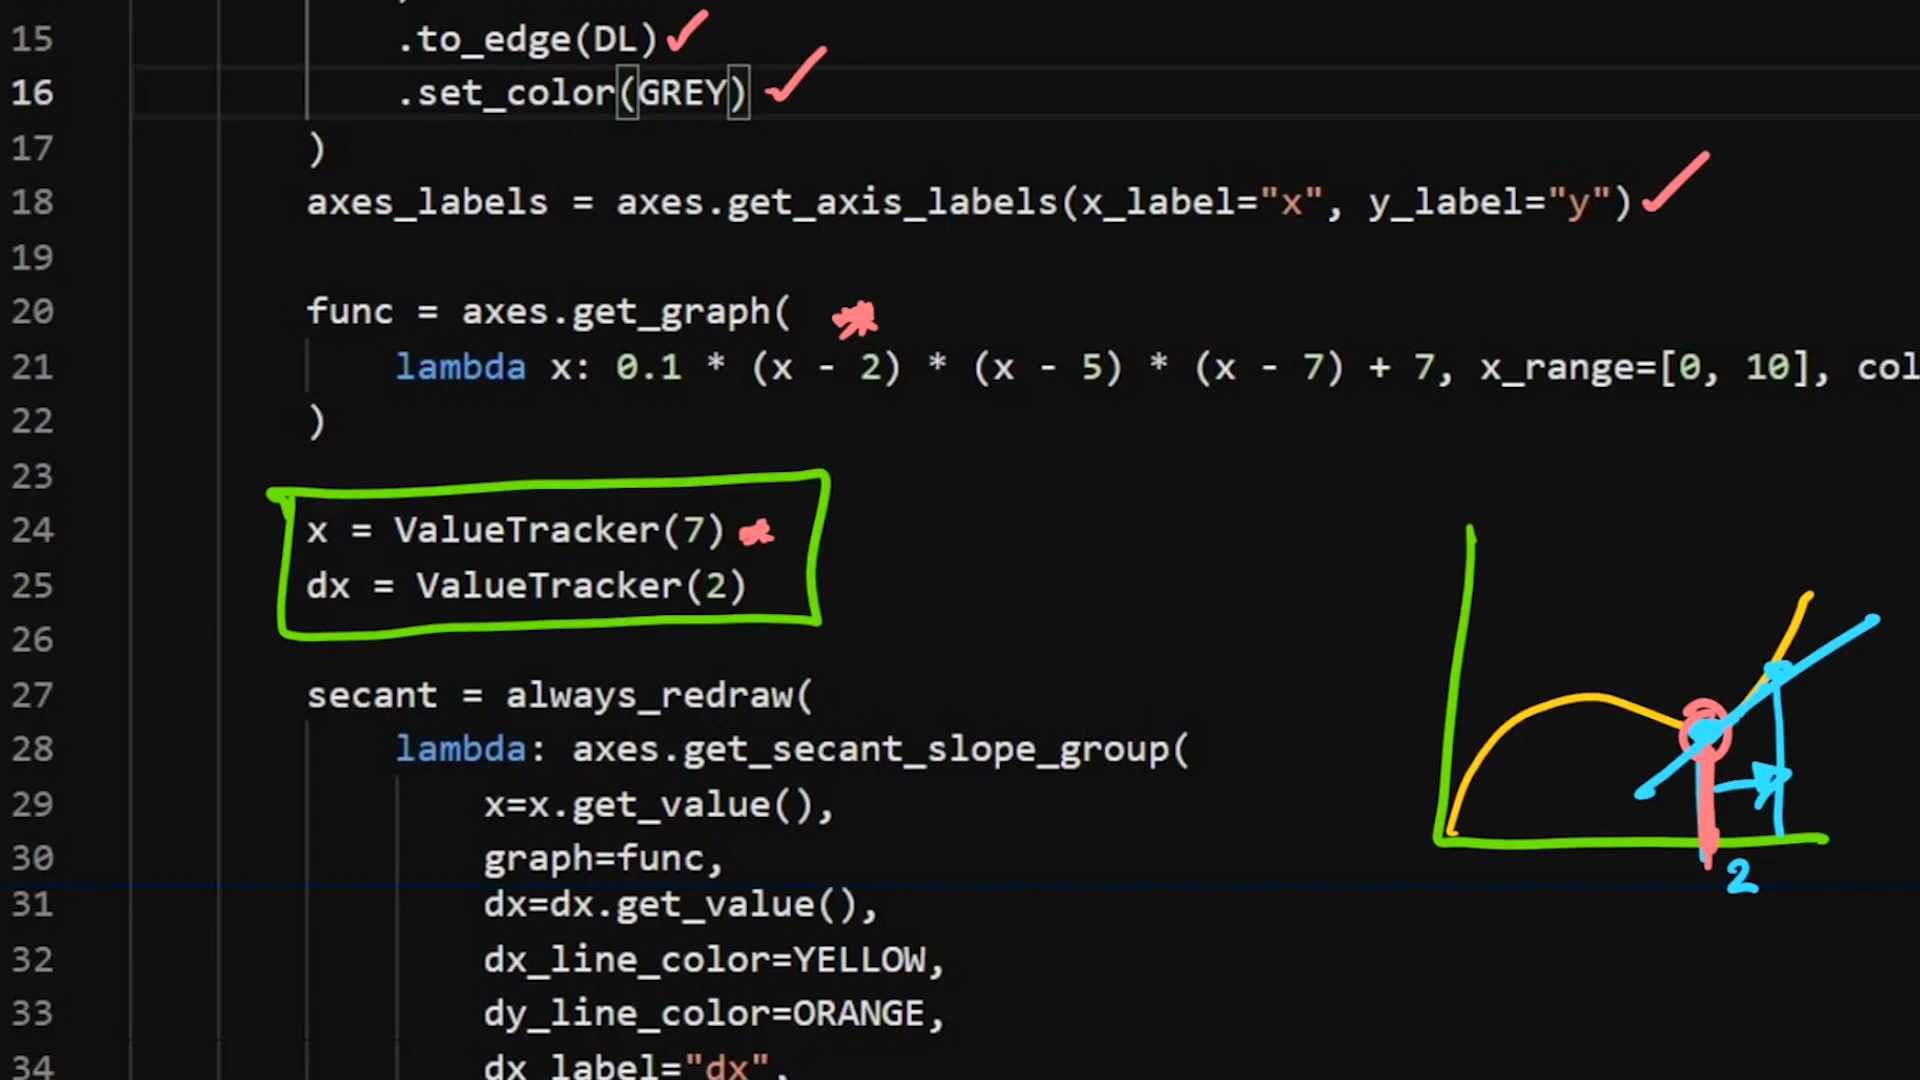 15 .to_edge(DL)
16 .set_color(GREY)
17 )
18 axes_labels = axes.get_axis_labels(x_label="x", y_label="y")
19
20 func = axes.get_graph(
21 lambda x: 0.1 * (x - 2) * (x - 5) * (x - 7) + 7, x_range=[0, 10], col
22 )
23
24 x = ValueTracker(7)
25 dx = ValueTracker(2)
26
27 secant = always_redraw(
28 lambda: axes.get_secant_slope_group(
29 x=x.get_value(),
30 graph=func,
31 dx=dx.get_value(),
32 dx_line_color=YELLOW,
33 dy_line_color=ORANGE,
34 dx_label="dx",
2